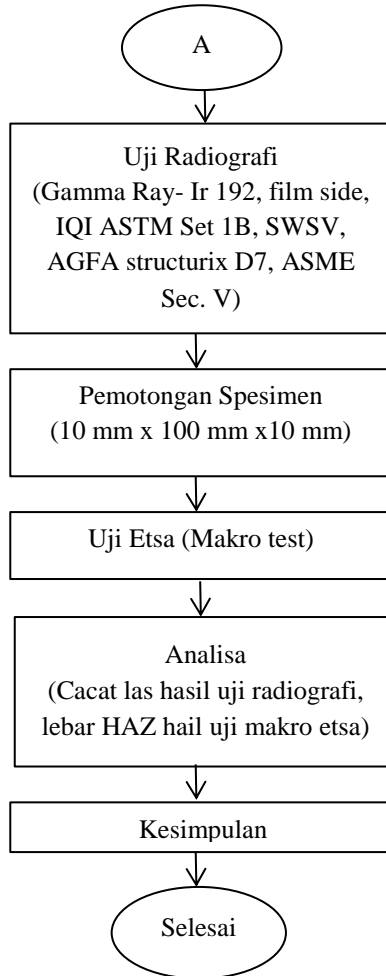 A
Uji Radiografi
(Gamma Ray- Ir 192, film side,
IQI ASTM Set 1B, SWSV,
AGFA structurix D7, ASME
Sec. V)
Pemotongan Spesimen
(10 mm x 100 mm x10 mm)
Uji Etsa (Makro test)
Analisa
(Cacat las hasil uji radiografi,
lebar HAZ hail uji makro etsa)
Kesimpulan
Selesai